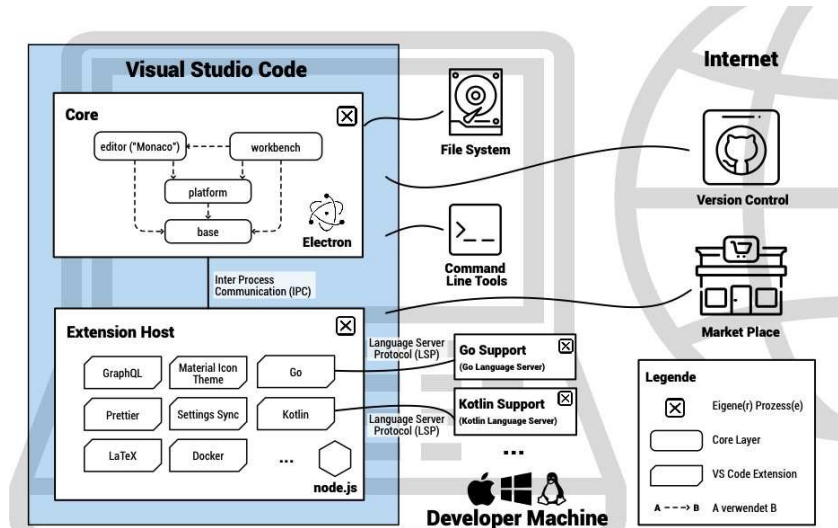 Visual Studio Code
Internet
Core
editor ("Monaco")
workbench
platform
base
Electron
File System
Version Control
Command
Line Tools
Market Place
Inter Process
Communication (IPC)
Extension Host
GraphQL
Material Icon
Theme
Go
Prettier
Settings Sync
Kotlin
LaTeX
Docker
...
node.js
Language Server
Protocol (LSP)
Go Support
(Go Language Server)
Kotlin Support
(Kotlin Language Server)
Language Server
Protocol (LSP)
...
Developer Machine
Legende
Eigene(r) Prozess(e)
Core Layer
VS Code Extension
A ----> B
A verwendet B